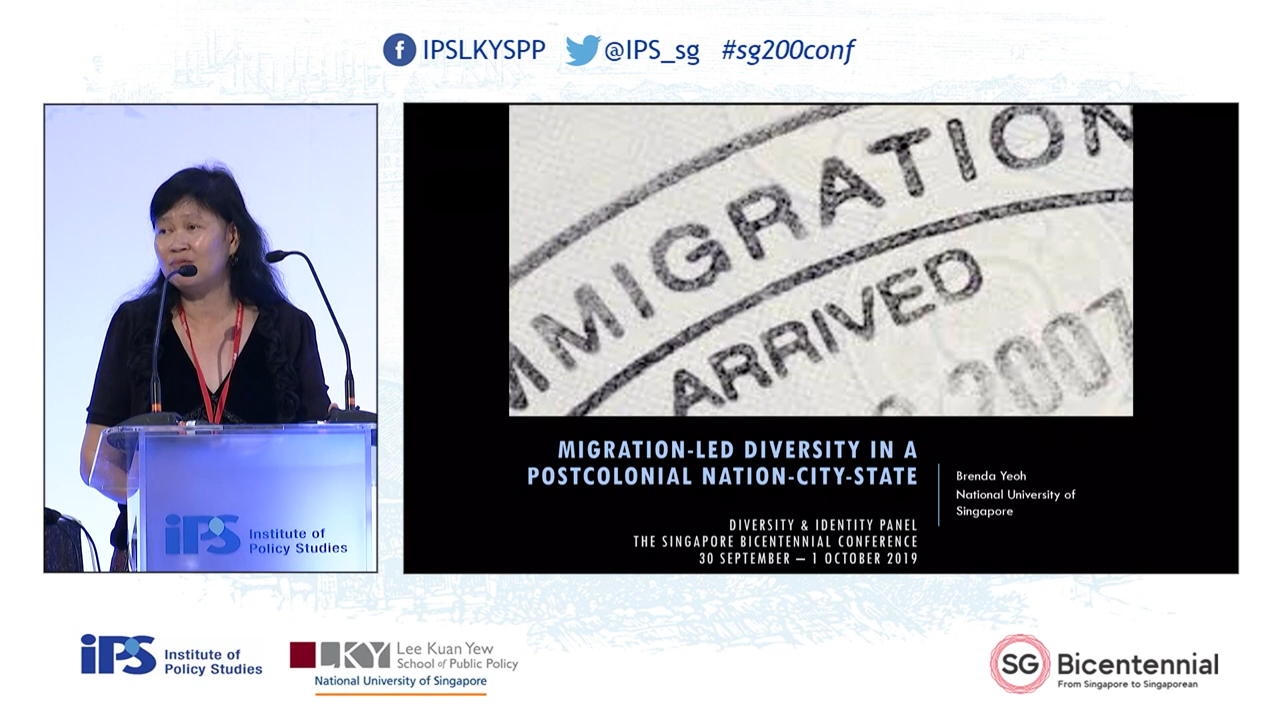 IPSLKYSPP @IPS_sg #sg200conf
IMMIGRATION
ARRIVED
2007
MIGRATION-LED DIVERSITY IN A
POSTCOLONIAL NATION-CITY-STATE
DIVERSITY & IDENTITY PANEL
THE SINGAPORE BICENTENNIAL CONFERENCE
30 SEPTEMBER – 1 OCTOBER 2019
Brenda Yeoh
National University of
Singapore
iPS Institute of
Policy Studies
iPS Institute of
Policy Studies
LKY Lee Kuan Yew
School of Public Policy
National University of Singapore
SG Bicentennial
From Singapore to Singaporean